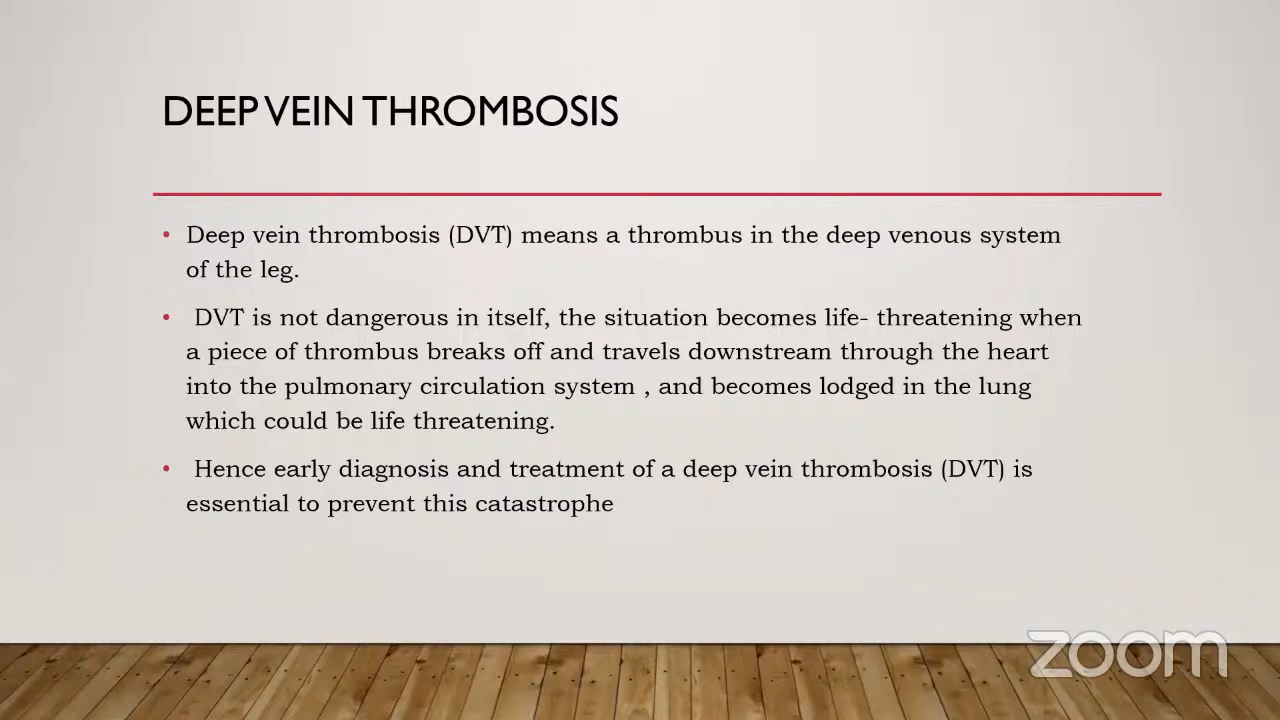 DEEP VEIN THROMBOSIS
• Deep vein thrombosis (DVT) means a thrombus in the deep venous system
of the leg.
• DVT is not dangerous in itself, the situation becomes life- threatening when
a piece of thrombus breaks off and travels downstream through the heart
into the pulmonary circulation system , and becomes lodged in the lung
which could be life threatening.
• Hence early diagnosis and treatment of a deep vein thrombosis (DVT) is
essential to prevent this catastrophe
zoom